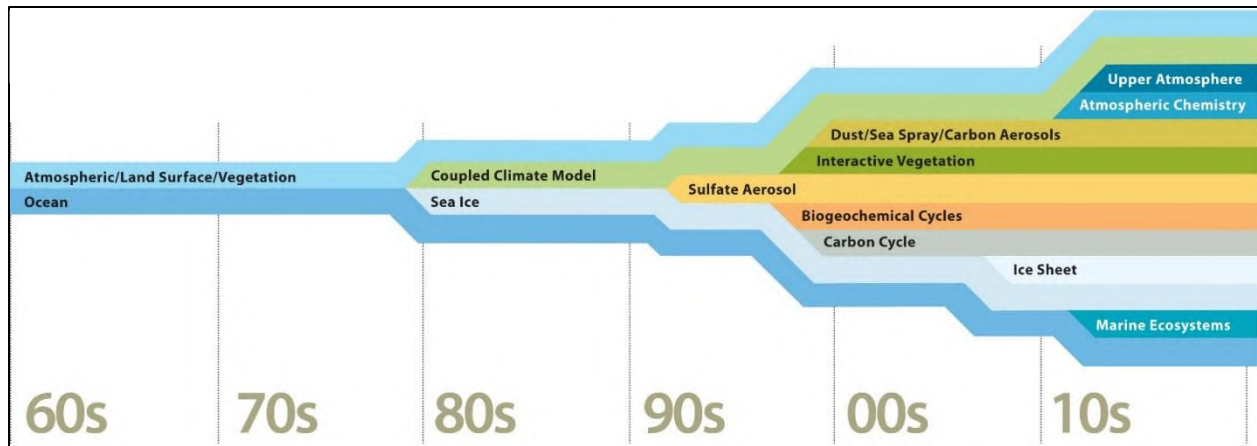 Upper Atmosphere
Atmospheric Chemistry
Dust/Sea Spray/Carbon Aerosols
Interactive Vegetation
Atmospheric/Land Surface/Vegetation
Coupled Climate Model
Sulfate Aerosol
Ocean
Sea Ice
Biogeochemical Cycles
Carbon Cycle
Ice Sheet
Marine Ecosystems
60s
70s
80s
90s
00s
10s